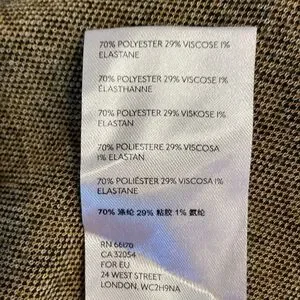 70% POLYESTER 29% VISCOSE 1%
ELASTANE
70% POLYESTER 29% VISCOSE 1%
ÉLASTHANNE
70% POLYESTER 29% VISKOSE 1%
ELASTAN
70% POLIESTERE 29% VISCOSA
1% ELASTAN
70% POLIÉSTER 29% VISCOSA 1%
ELASTANE
70% 涤纶 29% 粘胶 1% 氨纶
RN 66170
CA 32054
FOR EU
24 WEST STREET
LONDON, WC2H9NA